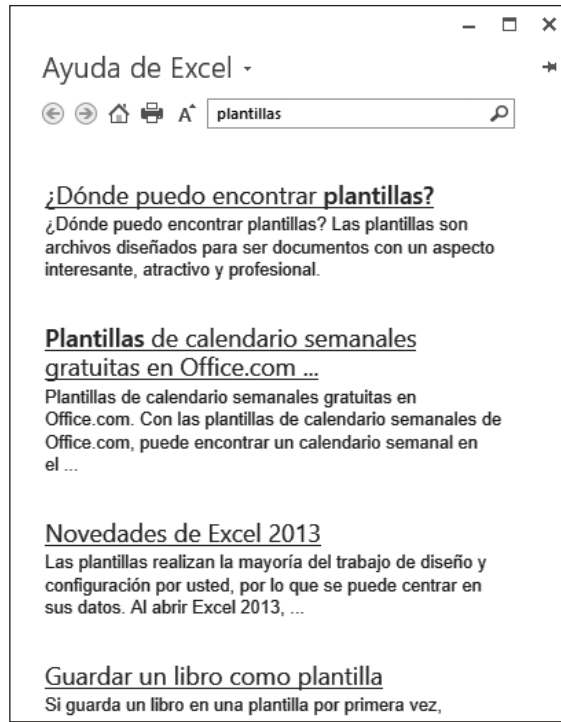 Ayuda de Excel
plantillas
¿Dónde puedo encontrar plantillas?
¿Dónde puedo encontrar plantillas? Las plantillas son
archivos diseñados para ser documentos con un aspecto
interesante, atractivo y profesional.
Plantillas de calendario semanales
gratuitas en Office.com ...
Plantillas de calendario semanales gratuitas en
Office.com. Con las plantillas de calendario semanales de
Office.com, puede encontrar un calendario semanal en
el ...
Novedades de Excel 2013
Las plantillas realizan la mayoría del trabajo de diseño y
configuración por usted, por lo que se puede centrar en
sus datos. Al abrir Excel 2013, ...
Guardar un libro como plantilla
Si guarda un libro en una plantilla por primera vez,